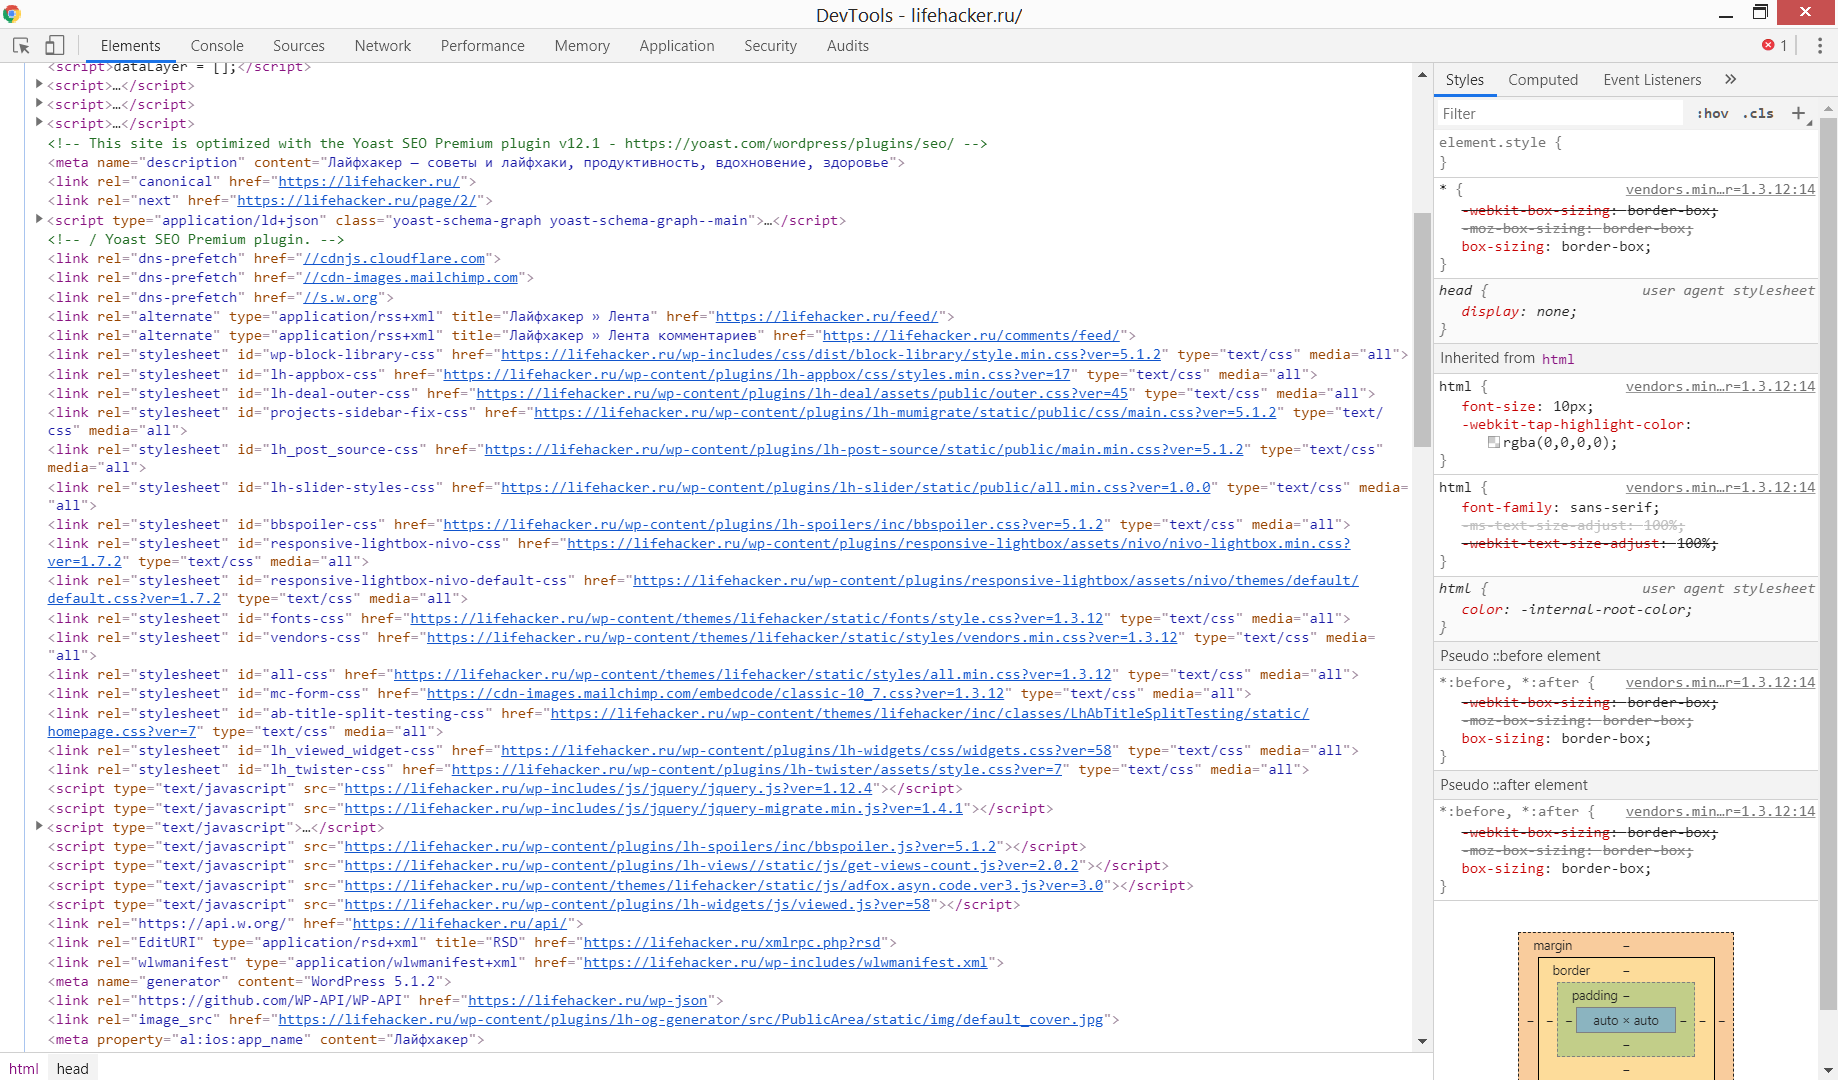 DevTools - lifehacker.ru/
Elements Console Sources Network Performance Memory Application Security Audits 1
<script>dataLayer = [];</script>
<script>…</script>
<script>…</script>
<script>…</script>
<!-- This site is optimized with the Yoast SEO Premium plugin v12.1 - https://yoast.com/wordpress/plugins/seo/ -->
<meta name="description" content="Лайфхакер — советы и лайфхаки, продуктивность, вдохновение, здоровье">
<link rel="canonical" href="https://lifehacker.ru/">
<link rel="next" href="https://lifehacker.ru/page/2/">
<script type="application/ld+json" class="yoast-schema-graph yoast-schema-graph--main">…</script>
<!-- / Yoast SEO Premium plugin. -->
<link rel="dns-prefetch" href="//cdnjs.cloudflare.com">
<link rel="dns-prefetch" href="//cdn-images.mailchimp.com">
<link rel="dns-prefetch" href="//s.w.org">
<link rel="alternate" type="application/rss+xml" title="Лайфхакер » Лента" href="https://lifehacker.ru/feed/">
<link rel="alternate" type="application/rss+xml" title="Лайфхакер » Лента комментариев" href="https://lifehacker.ru/comments/feed/">
<link rel="stylesheet" id="wp-block-library-css" href="https://lifehacker.ru/wp-includes/css/dist/block-library/style.min.css?ver=5.1.2" type="text/css" media="all">
<link rel="stylesheet" id="lh-appbox-css" href="https://lifehacker.ru/wp-content/plugins/lh-appbox/css/styles.min.css?ver=17" type="text/css" media="all">
<link rel="stylesheet" id="lh-deal-outer-css" href="https://lifehacker.ru/wp-content/plugins/lh-deal/assets/public/outer.css?ver=45" type="text/css" media="all">
<link rel="stylesheet" id="projects-sidebar-fix-css" href="https://lifehacker.ru/wp-content/plugins/lh-mumigrate/static/public/css/main.css?ver=5.1.2" type="text/
css" media="all">
<link rel="stylesheet" id="lh_post_source-css" href="https://lifehacker.ru/wp-content/plugins/lh-post-source/static/public/main.min.css?ver=5.1.2" type="text/css"
media="all">
<link rel="stylesheet" id="lh-slider-styles-css" href="https://lifehacker.ru/wp-content/plugins/lh-slider/static/public/all.min.css?ver=1.0.0" type="text/css" media=
"all">
<link rel="stylesheet" id="bbspoiler-css" href="https://lifehacker.ru/wp-content/plugins/lh-spoilers/inc/bbspoiler.css?ver=5.1.2" type="text/css" media="all">
<link rel="stylesheet" id="responsive-lightbox-nivo-css" href="https://lifehacker.ru/wp-content/plugins/responsive-lightbox/assets/nivo/nivo-lightbox.min.css?
ver=1.7.2" type="text/css" media="all">
<link rel="stylesheet" id="responsive-lightbox-nivo-default-css" href="https://lifehacker.ru/wp-content/plugins/responsive-lightbox/assets/nivo/themes/default/
default.css?ver=1.7.2" type="text/css" media="all">
<link rel="stylesheet" id="fonts-css" href="https://lifehacker.ru/wp-content/themes/lifehacker/static/fonts/style.css?ver=1.3.12" type="text/css" media="all">
<link rel="stylesheet" id="vendors-css" href="https://lifehacker.ru/wp-content/themes/lifehacker/static/styles/vendors.min.css?ver=1.3.12" type="text/css" media=
"all">
<link rel="stylesheet" id="all-css" href="https://lifehacker.ru/wp-content/themes/lifehacker/static/styles/all.min.css?ver=1.3.12" type="text/css" media="all">
<link rel="stylesheet" id="mc-form-css" href="https://cdn-images.mailchimp.com/embedcode/classic-10_7.css?ver=1.3.12" type="text/css" media="all">
<link rel="stylesheet" id="ab-title-split-testing-css" href="https://lifehacker.ru/wp-content/themes/lifehacker/inc/classes/LhAbTitleSplitTesting/static/
homepage.css?ver=7" type="text/css" media="all">
<link rel="stylesheet" id="lh_viewed_widget-css" href="https://lifehacker.ru/wp-content/plugins/lh-widgets/css/widgets.css?ver=58" type="text/css" media="all">
<link rel="stylesheet" id="lh_twister-css" href="https://lifehacker.ru/wp-content/plugins/lh-twister/assets/style.css?ver=7" type="text/css" media="all">
<script type="text/javascript" src="https://lifehacker.ru/wp-includes/js/jquery/jquery.js?ver=1.12.4"></script>
<script type="text/javascript" src="https://lifehacker.ru/wp-includes/js/jquery/jquery-migrate.min.js?ver=1.4.1"></script>
<script type="text/javascript">…</script>
<script type="text/javascript" src="https://lifehacker.ru/wp-content/plugins/lh-spoilers/inc/bbspoiler.js?ver=5.1.2"></script>
<script type="text/javascript" src="https://lifehacker.ru/wp-content/plugins/lh-views//static/js/get-views-count.js?ver=2.0.2"></script>
<script type="text/javascript" src="https://lifehacker.ru/wp-content/themes/lifehacker/static/js/adfox.asyn.code.ver3.js?ver=3.0"></script>
<script type="text/javascript" src="https://lifehacker.ru/wp-content/plugins/lh-widgets/js/viewed.js?ver=58"></script>
<link rel="https://api.w.org/" href="https://lifehacker.ru/api/">
<link rel="EditURI" type="application/rsd+xml" title="RSD" href="https://lifehacker.ru/xmlrpc.php?rsd">
<link rel="wlwmanifest" type="application/wlwmanifest+xml" href="https://lifehacker.ru/wp-includes/wlwmanifest.xml">
<meta name="generator" content="WordPress 5.1.2">
<link rel="https://github.com/WP-API/WP-API" href="https://lifehacker.ru/wp-json">
<link rel="image_src" href="https://lifehacker.ru/wp-content/plugins/lh-og-generator/src/PublicArea/static/img/default_cover.jpg">
<meta property="al:ios:app_name" content="Лайфхакер">
html head
Styles Computed Event Listeners »
Filter :hov .cls +
element.style {
}
* { vendors.min…r=1.3.12:14
-webkit-box-sizing: border-box;
-moz-box-sizing: border-box;
box-sizing: border-box;
}
head { user agent stylesheet
display: none;
}
Inherited from html
html { vendors.min…r=1.3.12:14
font-size: 10px;
-webkit-tap-highlight-color:
rgba(0,0,0,0);
}
html { vendors.min…r=1.3.12:14
font-family: sans-serif;
-ms-text-size-adjust: 100%;
-webkit-text-size-adjust: 100%;
}
html { user agent stylesheet
color: -internal-root-color;
}
Pseudo ::before element
*:before, *:after { vendors.min…r=1.3.12:14
-webkit-box-sizing: border-box;
-moz-box-sizing: border-box;
box-sizing: border-box;
}
Pseudo ::after element
*:before, *:after { vendors.min…r=1.3.12:14
-webkit-box-sizing: border-box;
-moz-box-sizing: border-box;
box-sizing: border-box;
}
margin –
border –
padding –
– – – auto × auto – – –
–
–